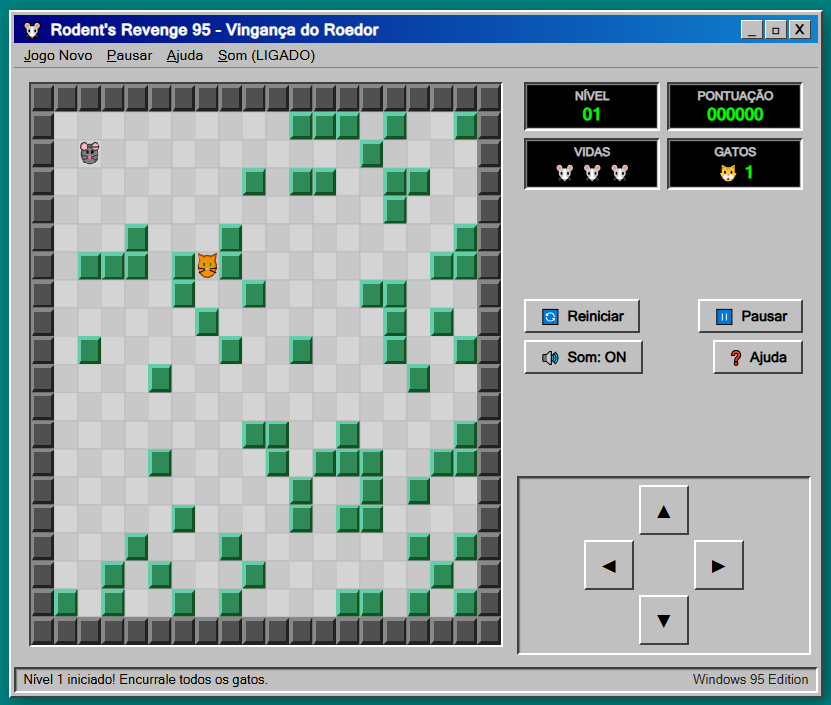 Rodent's Revenge 95 - Vingança do Roedor
Jogo Novo Pausar Ajuda Som (LIGADO)
NÍVEL
01
PONTUAÇÃO
000000
VIDAS
GATOS
1
Reiniciar
Pausar
Som: ON
Ajuda
Nível 1 iniciado! Encurrale todos os gatos.
Windows 95 Edition